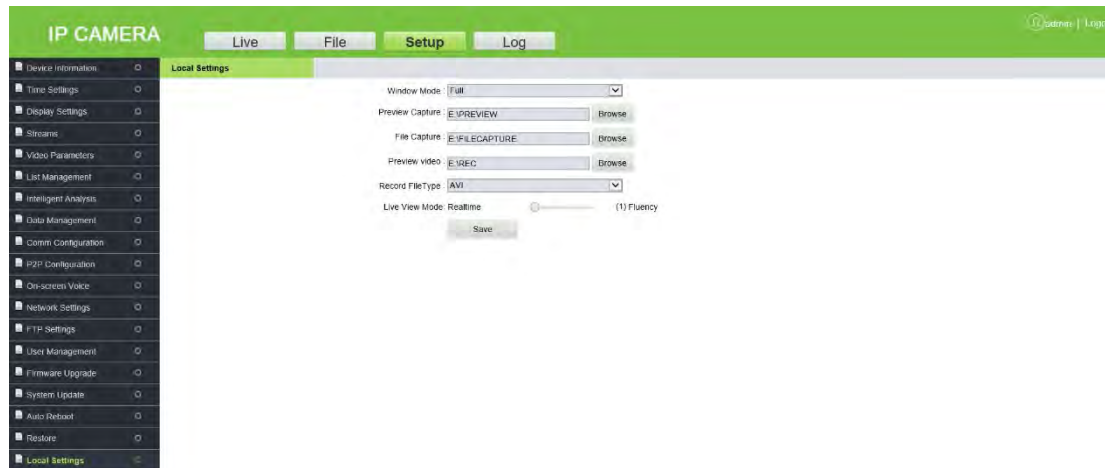 IP CAMERA
Live
File
Setup
Log
admin |
Device Information
Time Settings
Display Settings
Streams
Video Parameters
List Management
Intelligent Analysis
Data Management
Comm Configuration
P2P Configuration
On-screen Voice
Network Settings
FTP Settings
User Management
Firmware Upgrade
System Update
Auto Reboot
Restore
Local Settings
Local Settings
Window Mode : Full
Preview Capture : E:\PREVIEW Browse
File Capture : E:\FILECAPTURE Browse
Preview video : E:\REC Browse
Record FileType : AVI
Live View Mode: Realtime (1) Fluency
Save